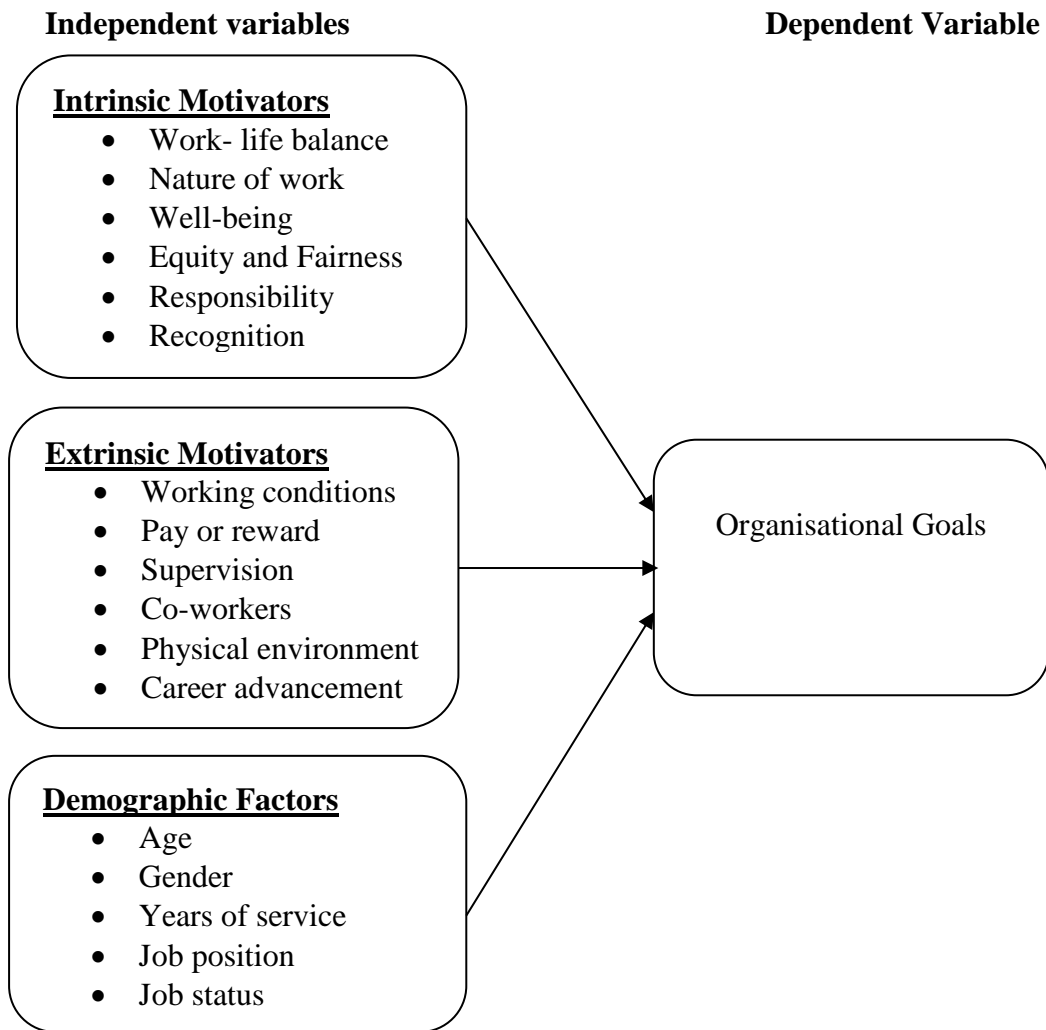 Independent variables
Dependent Variable
Intrinsic Motivators
• Work- life balance
• Nature of work
• Well-being
• Equity and Fairness
• Responsibility
• Recognition
Extrinsic Motivators
• Working conditions
• Pay or reward
• Supervision
• Co-workers
• Physical environment
• Career advancement
Organisational Goals
Demographic Factors
• Age
• Gender
• Years of service
• Job position
• Job status